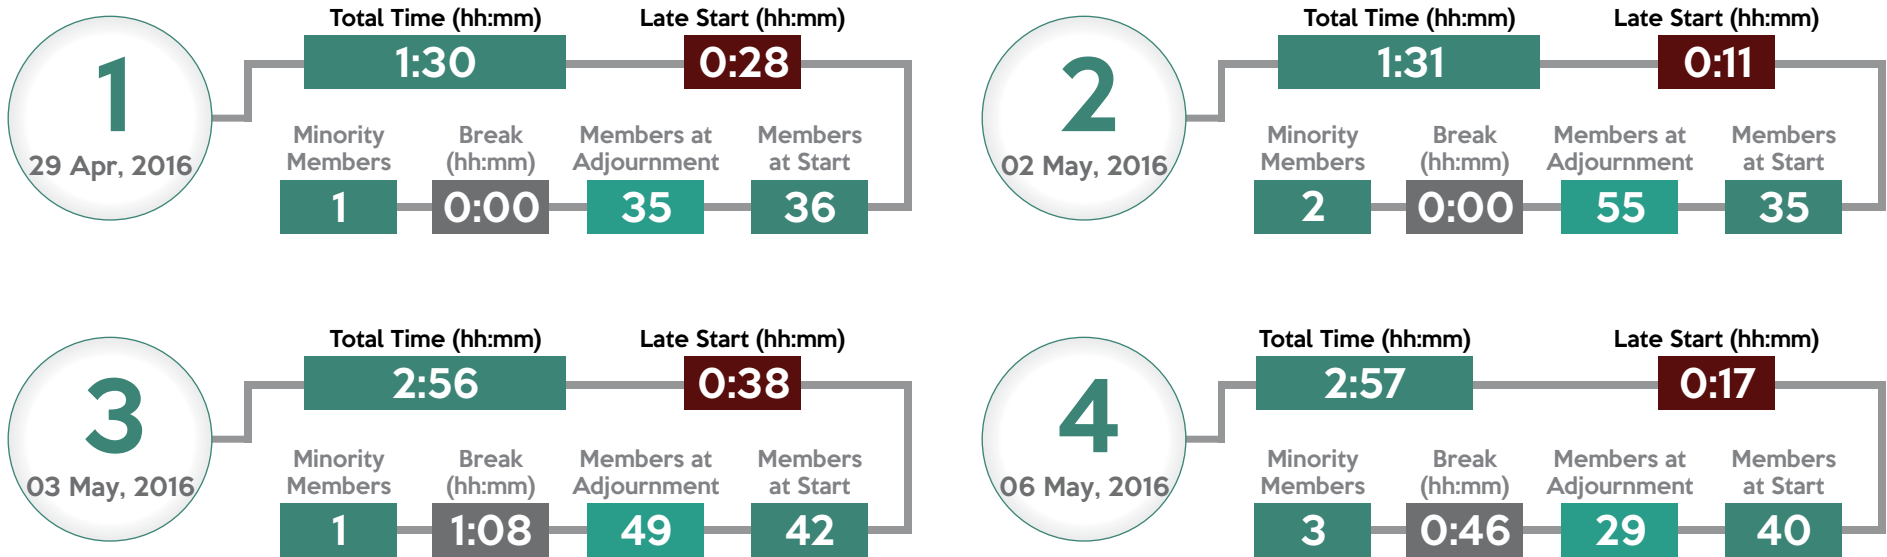 1
29 Apr, 2016
Total Time (hh:mm)
Late Start (hh:mm)
1:30
0:28
Minority
Members
Break
(hh:mm)
Members at
Adjournment
Members
at Start
1
0:00
35
36
2
02 May, 2016
Total Time (hh:mm)
Late Start (hh:mm)
1:31
0:11
Minority
Members
Break
(hh:mm)
Members at
Adjournment
Members
at Start
2
0:00
55
35
3
03 May, 2016
Total Time (hh:mm)
Late Start (hh:mm)
2:56
0:38
Minority
Members
Break
(hh:mm)
Members at
Adjournment
Members
at Start
1
1:08
49
42
4
06 May, 2016
Total Time (hh:mm)
Late Start (hh:mm)
2:57
0:17
Minority
Members
Break
(hh:mm)
Members at
Adjournment
Members
at Start
3
0:46
29
40